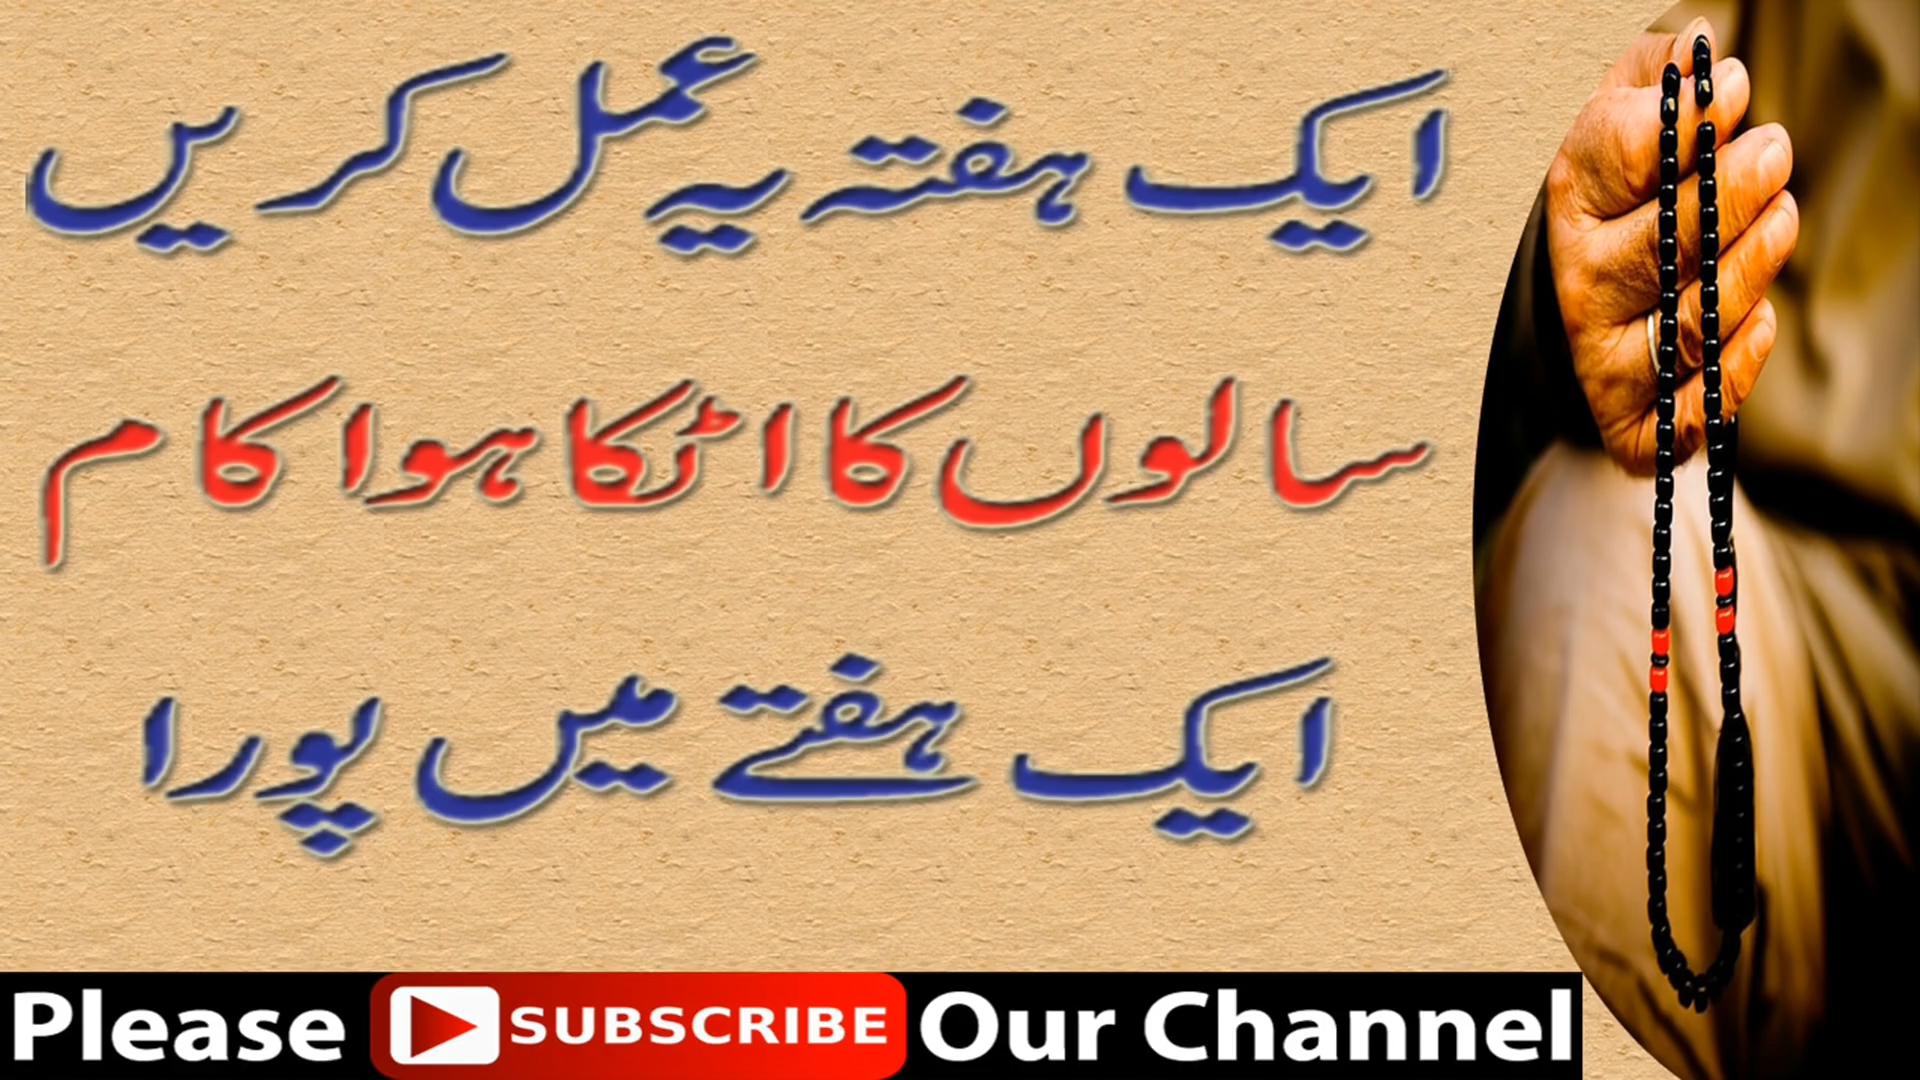 ایک ہفتہ یہ عمل کریں
سالوں کا اٹکا ہوا کام
ایک ہفتے میں پورا
Please SUBSCRIBE Our Channel